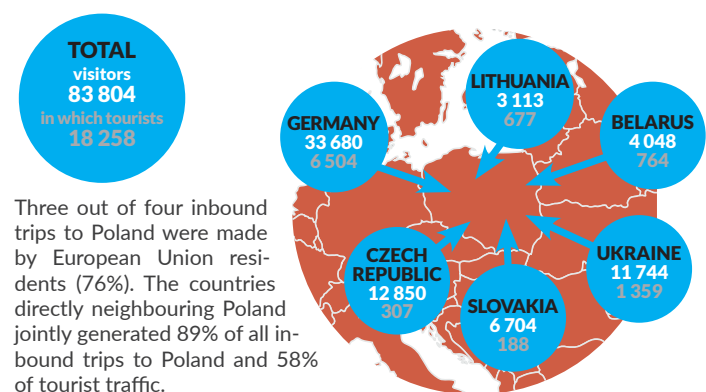 TOTAL
visitors
83 804
in which tourists
18 258
LITHUANIA
3 113
677
GERMANY
33 680
6 504
BELARUS
4 048
764
Three out of four inbound
trips to Poland were made
by European Union resi-
dents (76%). The countries
directly neighbouring Poland
jointly generated 89% of all in-
bound trips to Poland and 58%
of tourist traffic.
CZECH
REPUBLIC
12 850
307
SLOVAKIA
6 704
188
UKRAINE
11 744
1 359